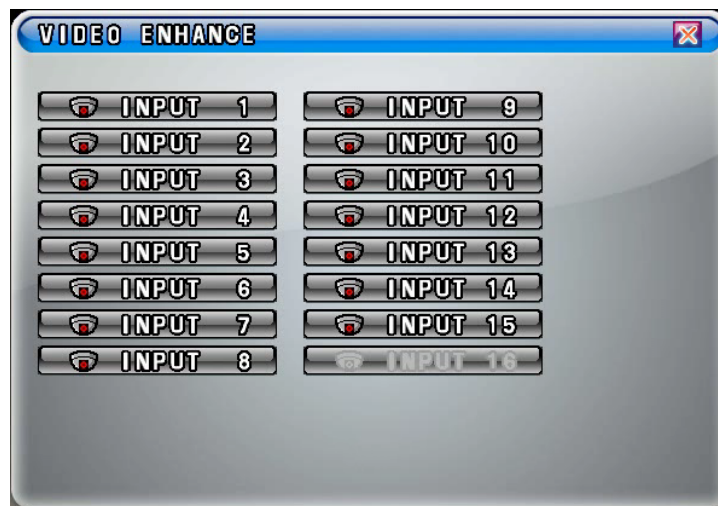 VIDEO ENHANCE
INPUT 1
INPUT 2
INPUT 3
INPUT 4
INPUT 5
INPUT 6
INPUT 7
INPUT 8
INPUT 9
INPUT 10
INPUT 11
INPUT 12
INPUT 13
INPUT 14
INPUT 15
INPUT 16